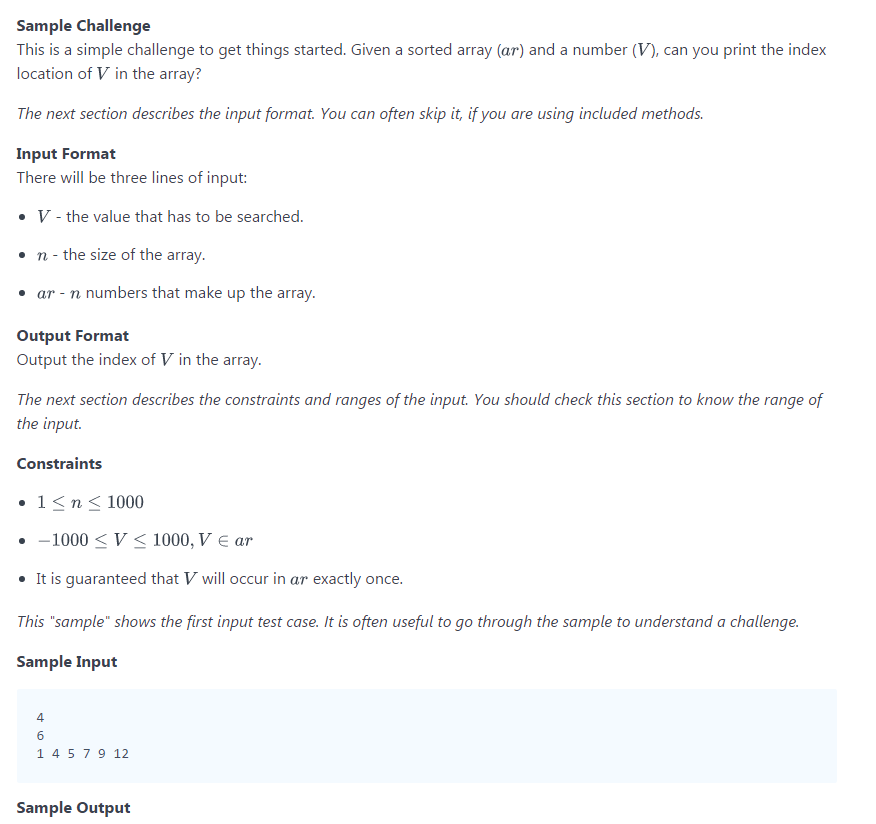 Sample Challenge
This is a simple challenge to get things started. Given a sorted array (ar) and a number (V), can you print the index
location of V in the array?
The next section describes the input format. You can often skip it, if you are using included methods.
Input Format
There will be three lines of input:
• V - the value that has to be searched.
• n - the size of the array.
• ar - n numbers that make up the array.
Output Format
Output the index of V in the array.
The next section describes the constraints and ranges of the input. You should check this section to know the range of
the input.
Constraints
• 1 ≤ n ≤ 1000
• −1000 ≤ V ≤ 1000, V ∈ ar
• It is guaranteed that V will occur in ar exactly once.
This "sample" shows the first input test case. It is often useful to go through the sample to understand a challenge.
Sample Input
4
6
1 4 5 7 9 12
Sample Output